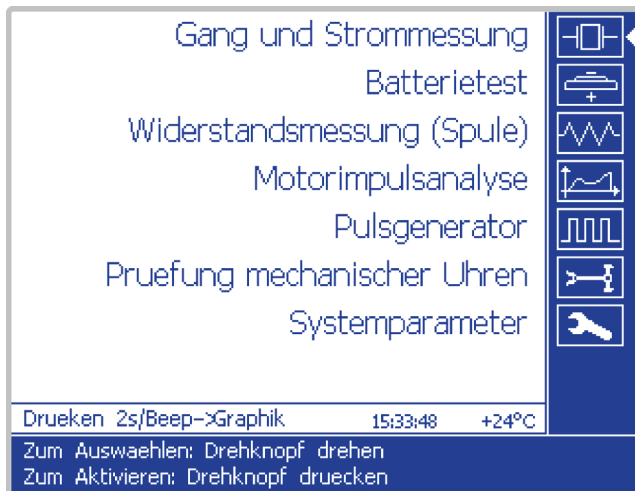 Gang und Strommessung
Batterietest
Widerstandsmessung (Spule)
Motorimpulsanalyse
Pulsgenerator
Pruefung mechanischer Uhren
Systemparameter
Drueken 2s/Beep->Graphik 15:33:48 +24°C
Zum Auswaehlen: Drehknopf drehen
Zum Aktivieren: Drehknopf druecken